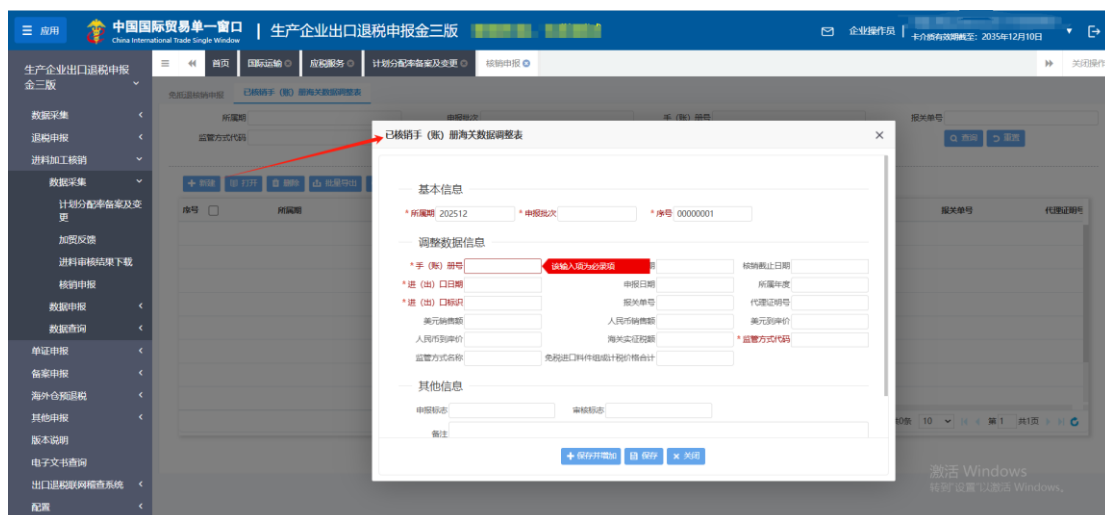 应用 中国国际贸易单一窗口 生产企业出口退税申报金三版 企业操作员
China International Trade Single Window 卡介质有效期截至: 2035年12月10日
生产企业出口退税申报金三版
首页 国际运输 应税服务 计划分配率备案及变更 核销申报 关闭操作
免抵退核销申报 已核销手（账）册海关数据调整表
所属期 申报批次 手（账）册号 报关单号
监管方式代码 查询 重置
新建 打开 删除 批量导出
序号 所属期 报关单号 代理证明号
数据采集
退税申报
进料加工核销
数据采集
计划分配率备案及变更
加贸反馈
进料审核结果下载
核销申报
数据申报
数据查询
单证申报
备案申报
海外仓预退税
其他申报
版本说明
电子文书查询
出口退税联网稽查系统
配置
已核销手（账）册海关数据调整表
基本信息
*所属期 202512 *申报批次 *序号 00000001
调整数据信息
*手（账）册号 该输入项为必录项 核销截止日期
*进（出）口日期 申报日期 所属年度
*进（出）口标识 报关单号 代理证明号
美元销售额 人民币销售额 美元到岸价
人民币到岸价 海关实征税额 *监管方式代码
监管方式名称 免税进口料件组成计税价格合计
其他信息
申报标志 审核标志
备注
保存并增加 保存 关闭
10 第 1 共1页
激活 Windows
转到"设置"以激活 Windows。